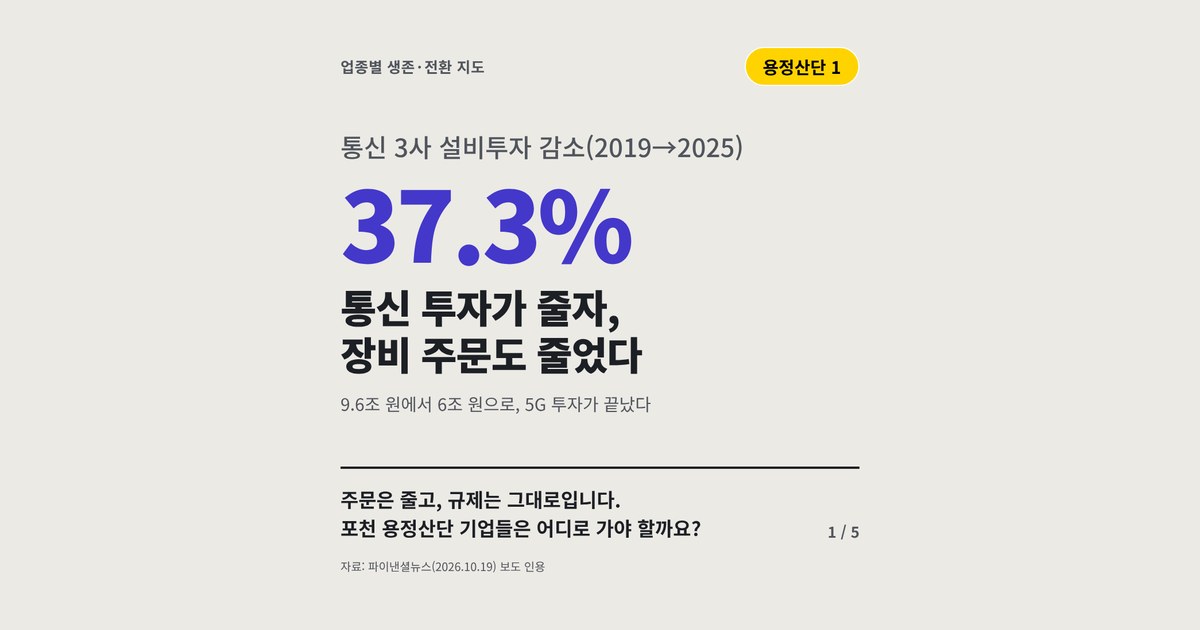 업종별 생존·전환 지도
용정산단 1
통신 3사 설비투자 감소(2019→2025)
37.3%
통신 투자가 줄자,
장비 주문도 줄었다
9.6조 원에서 6조 원으로, 5G 투자가 끝났다
주문은 줄고, 규제는 그대로입니다.
포천 용정산단 기업들은 어디로 가야 할까요?
1 / 5
자료: 파이낸셜뉴스(2026.10.19) 보도 인용